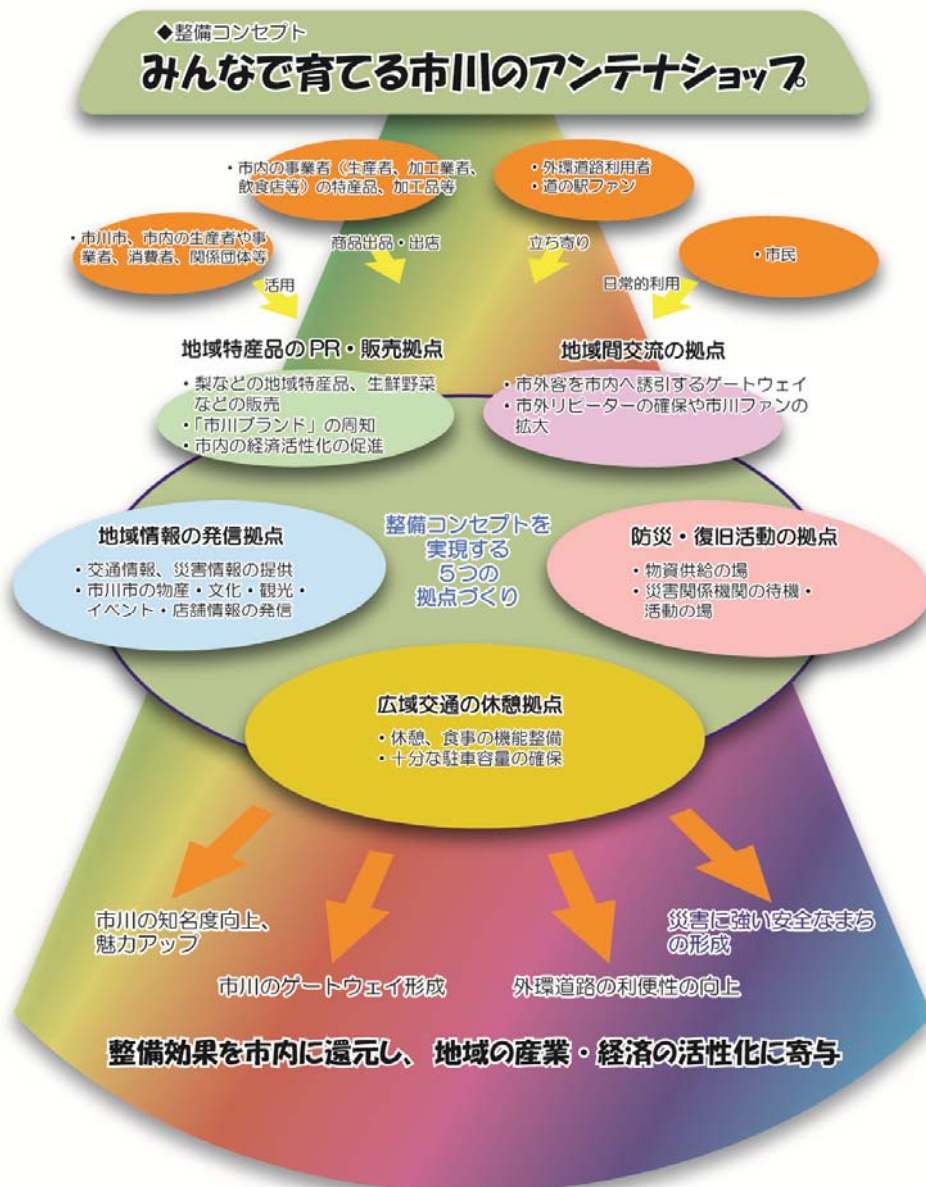 ◆整備コンセプト
みんなで育てる市川のアンテナショップ
・市内の事業者（生産者、加工業者、
飲食店等）の特産品、加工品等
・外環道路利用者
・道の駅ファン
・市川市、市内の生産者や事
業者、消費者、関係団体等
商品出品・出店
立ち寄り
・市民
活用
日常的利用
地域特産品のPR・販売拠点
・梨などの地域特産品、生鮮野菜
などの販売
・「市川ブランド」の周知
・市内の経済活性化の促進
地域間交流の拠点
・市外客を市内へ誘引するゲートウェイ
・市外リピーターの確保や市川ファンの
拡大
地域情報の発信拠点
・交通情報、災害情報の提供
・市川市の物産・文化・観光・
イベント・店舗情報の発信
整備コンセプトを
実現する
5つの
拠点づくり
防災・復旧活動の拠点
・物資供給の場
・災害関係機関の待機・
活動の場
広域交通の休憩拠点
・休憩、食事の機能整備
・十分な駐車容量の確保
市川の知名度向上、
魅力アップ
市川のゲートウェイ形成
外環道路の利便性の向上
災害に強い安全なまち
の形成
整備効果を市内に還元し、地域の産業・経済の活性化に寄与